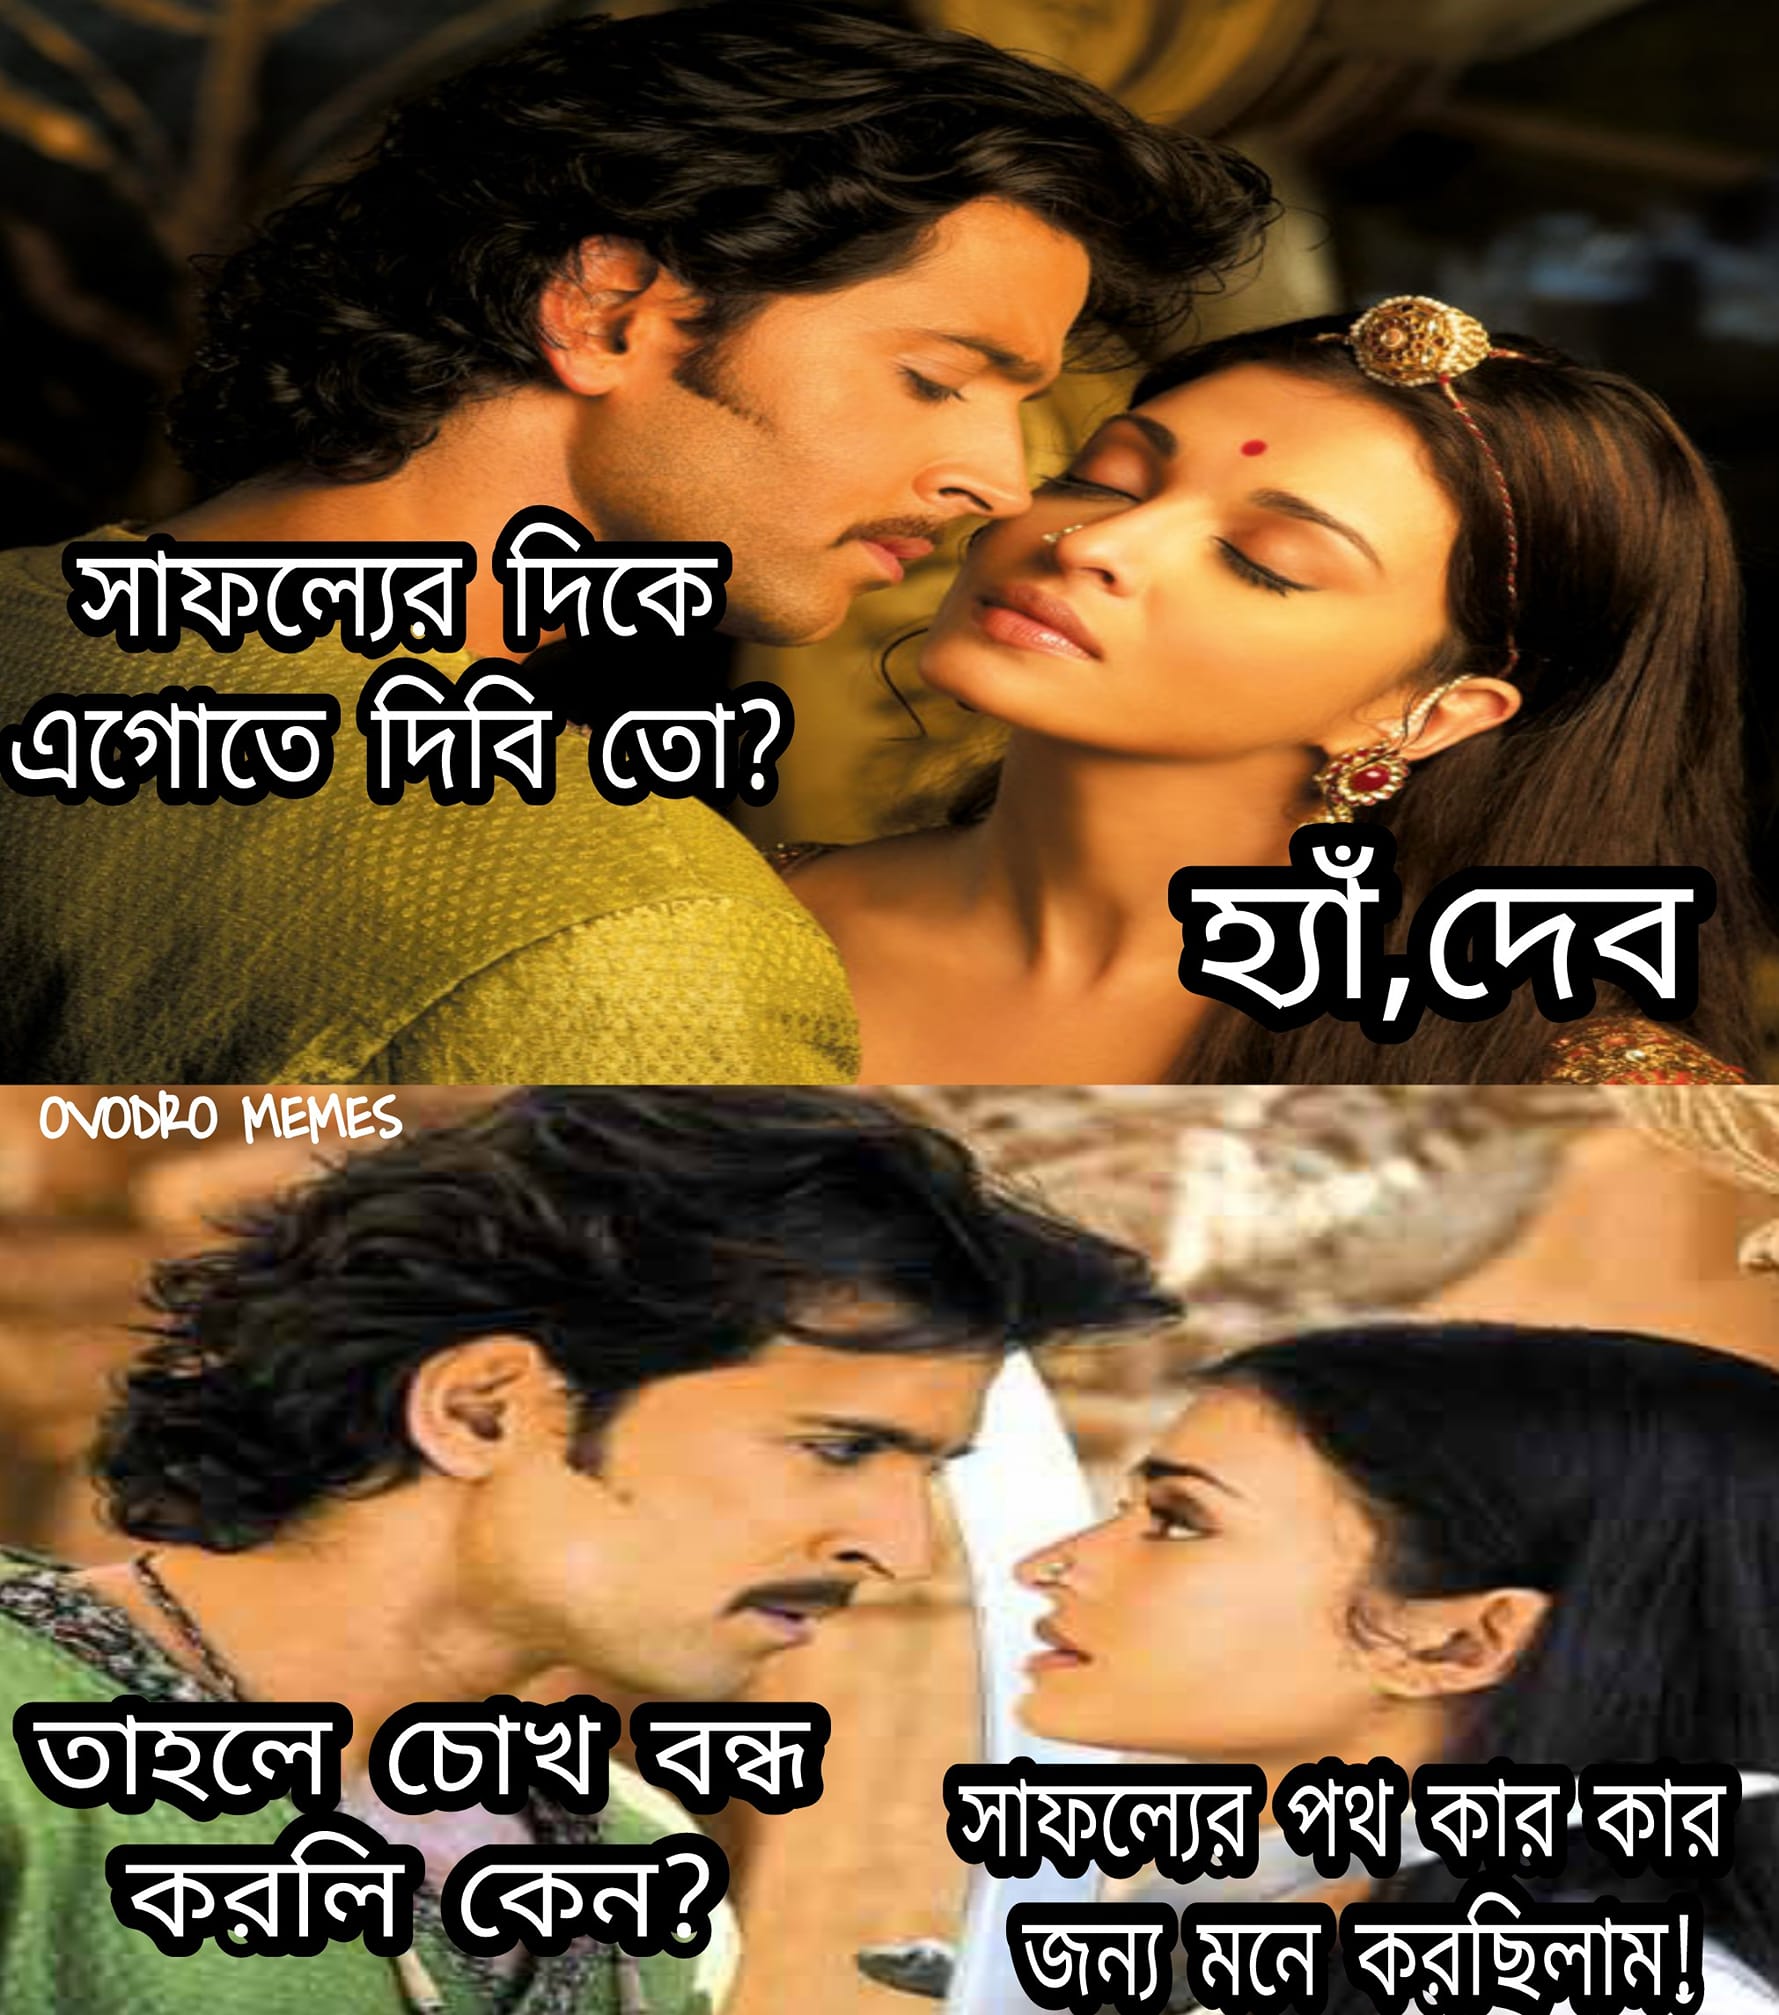 সাফল্যের দিকে
এগোতে দিবি তো?
হ্যাঁ,দেব
OVODRO MEMES
তাহলে চোখ বন্ধ
করলি কেন?
সাফল্যের পথ কার কার
জন্য মনে করছিলাম!